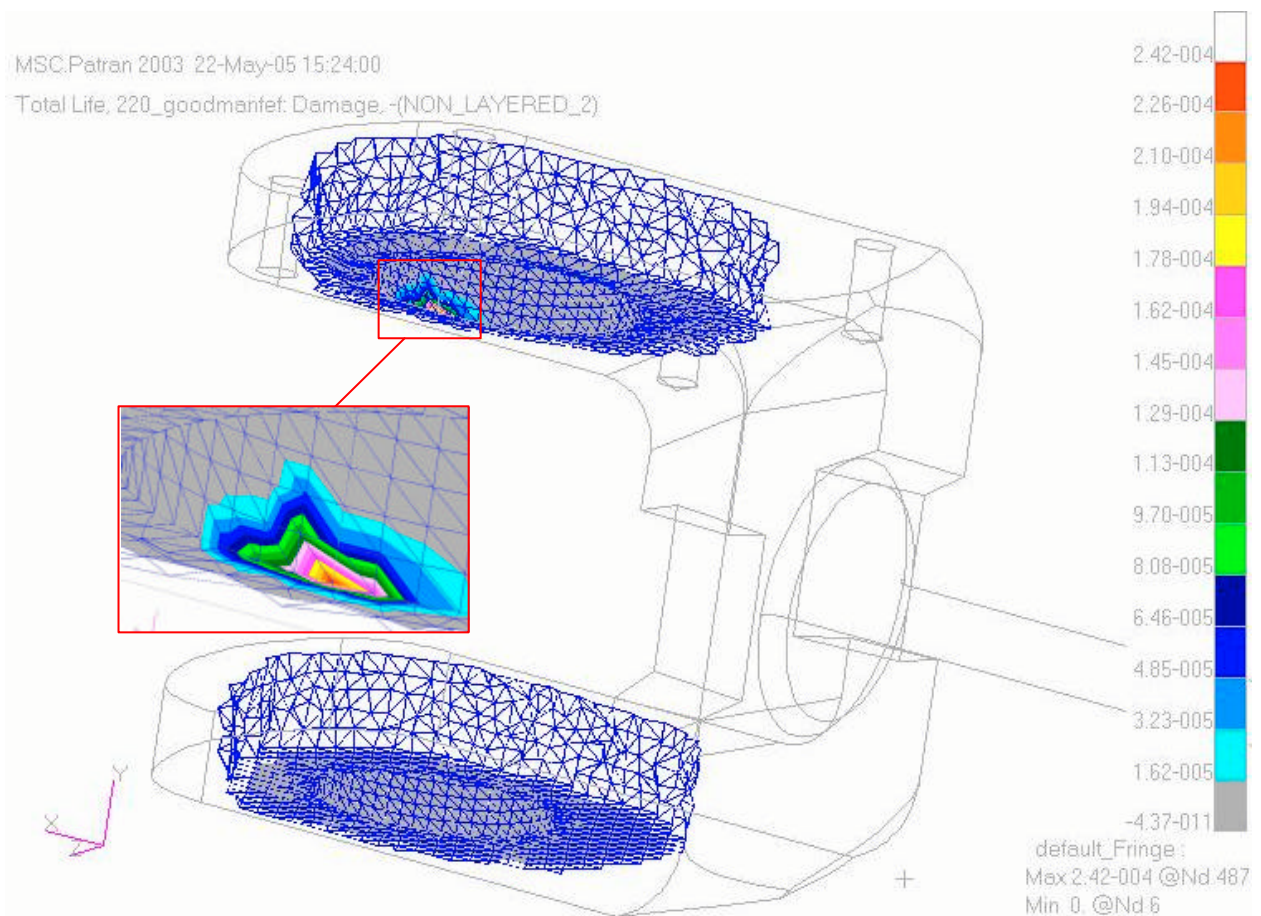 MSC.Patran 2003 22-May-05 15:24:00
Total Life, 220_goodmanfef: Damage, -(NON_LAYERED_2)
2.42-004
2.26-004
2.10-004
1.94-004
1.78-004
1.62-004
1.45-004
1.29-004
1.13-004
9.70-005
8.08-005
6.46-005
4.85-005
3.23-005
1.62-005
-4.37-011
default_Fringe :
Max 2.42-004 @Nd 487
Min 0. @Nd 6
Y
X
Z